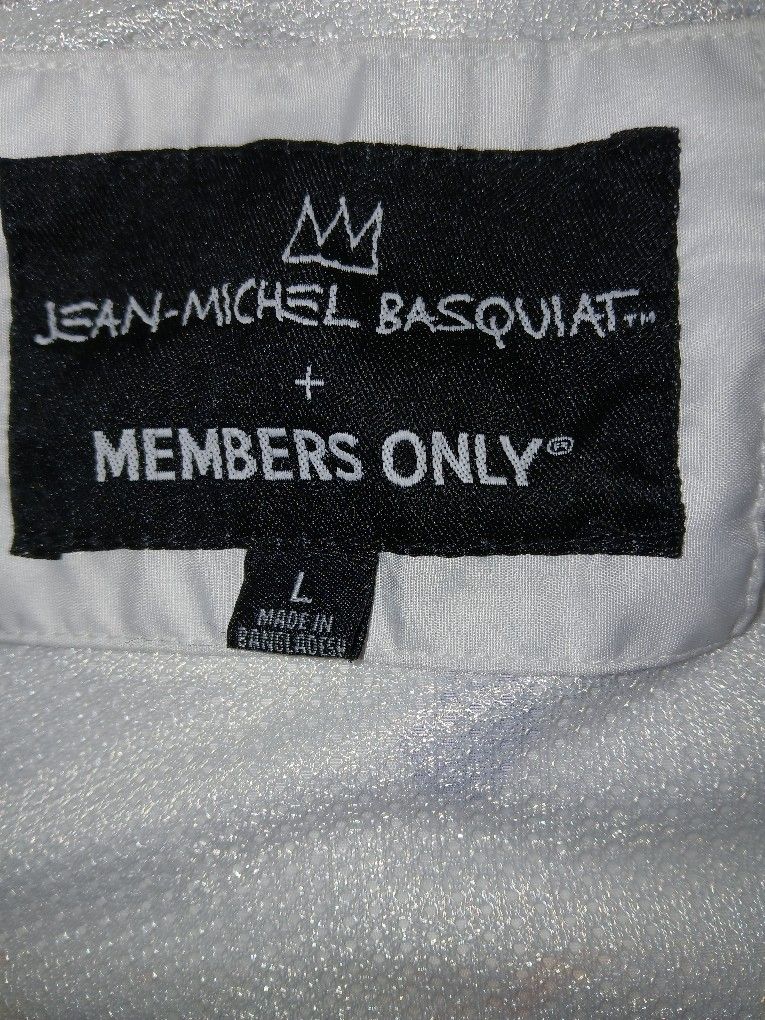 JEAN-MICHEL BASQUIAT™
+
MEMBERS ONLY®
L
MADE IN
BANGLADESH